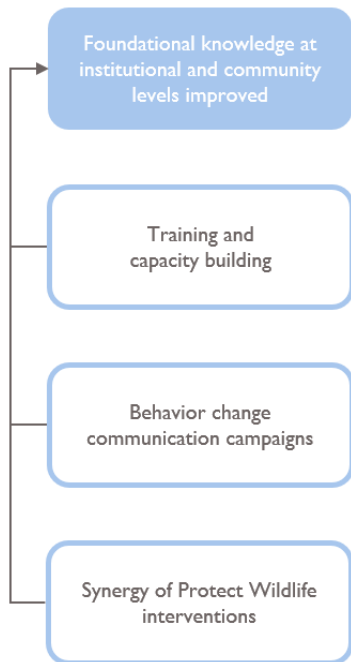 Foundational knowledge at
institutional and community
levels improved
Training and
capacity building
Behavior change
communication campaigns
Synergy of Protect Wildlife
interventions